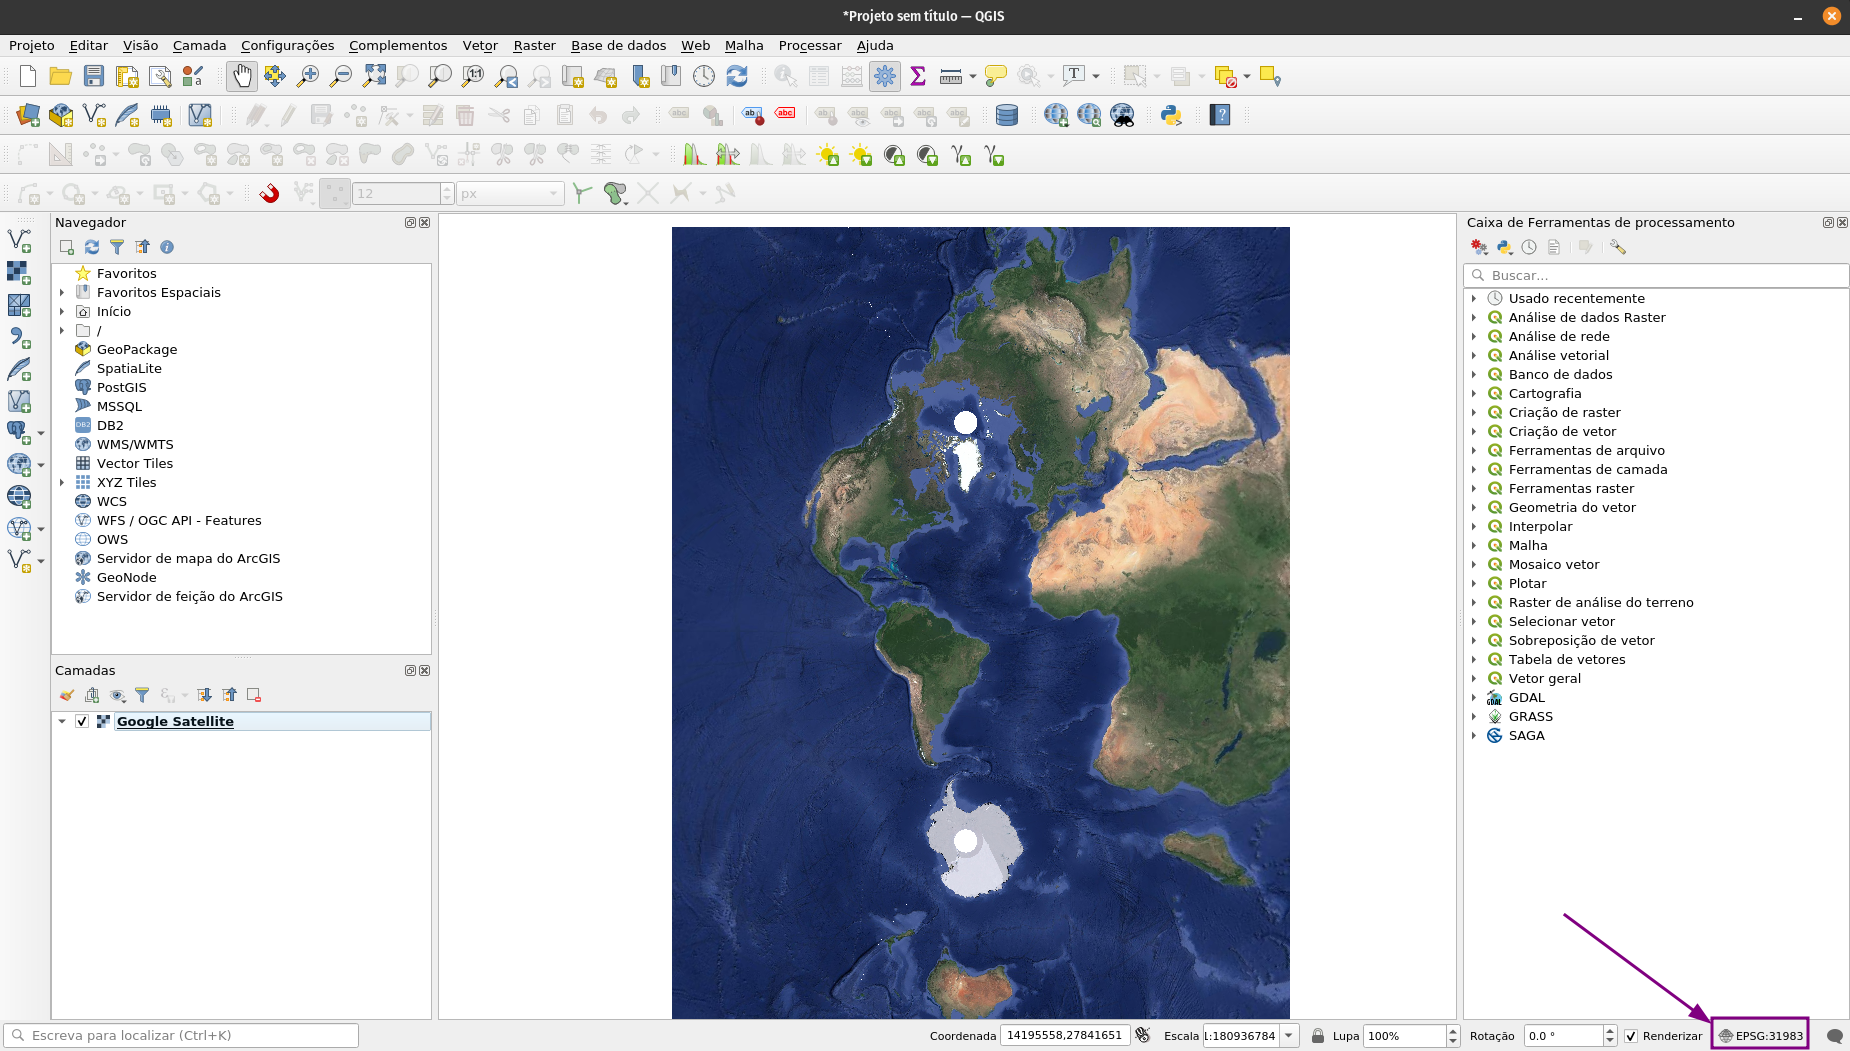 *Projeto sem título — QGIS
Projeto Editar Visão Camada Configurações Complementos Vetor Raster Base de dados Web Malha Processar Ajuda
12 px
Navegador
Favoritos
Favoritos Espaciais
Início
/
GeoPackage
SpatiaLite
PostGIS
MSSQL
DB2
WMS/WMTS
Vector Tiles
XYZ Tiles
WCS
WFS / OGC API - Features
OWS
Servidor de mapa do ArcGIS
GeoNode
Servidor de feição do ArcGIS
Camadas
Google Satellite
Caixa de Ferramentas de processamento
Buscar...
Usado recentemente
Análise de dados Raster
Análise de rede
Análise vetorial
Banco de dados
Cartografia
Criação de raster
Criação de vetor
Ferramentas de arquivo
Ferramentas de camada
Ferramentas raster
Geometria do vetor
Interpolar
Malha
Mosaico vetor
Plotar
Raster de análise do terreno
Selecionar vetor
Sobreposição de vetor
Tabela de vetores
Vetor geral
GDAL
GRASS
SAGA
Escreva para localizar (Ctrl+K) Coordenada 14195558,27841651 Escala 1:180936784 Lupa 100% Rotação 0.0 ° Renderizar EPSG:31983